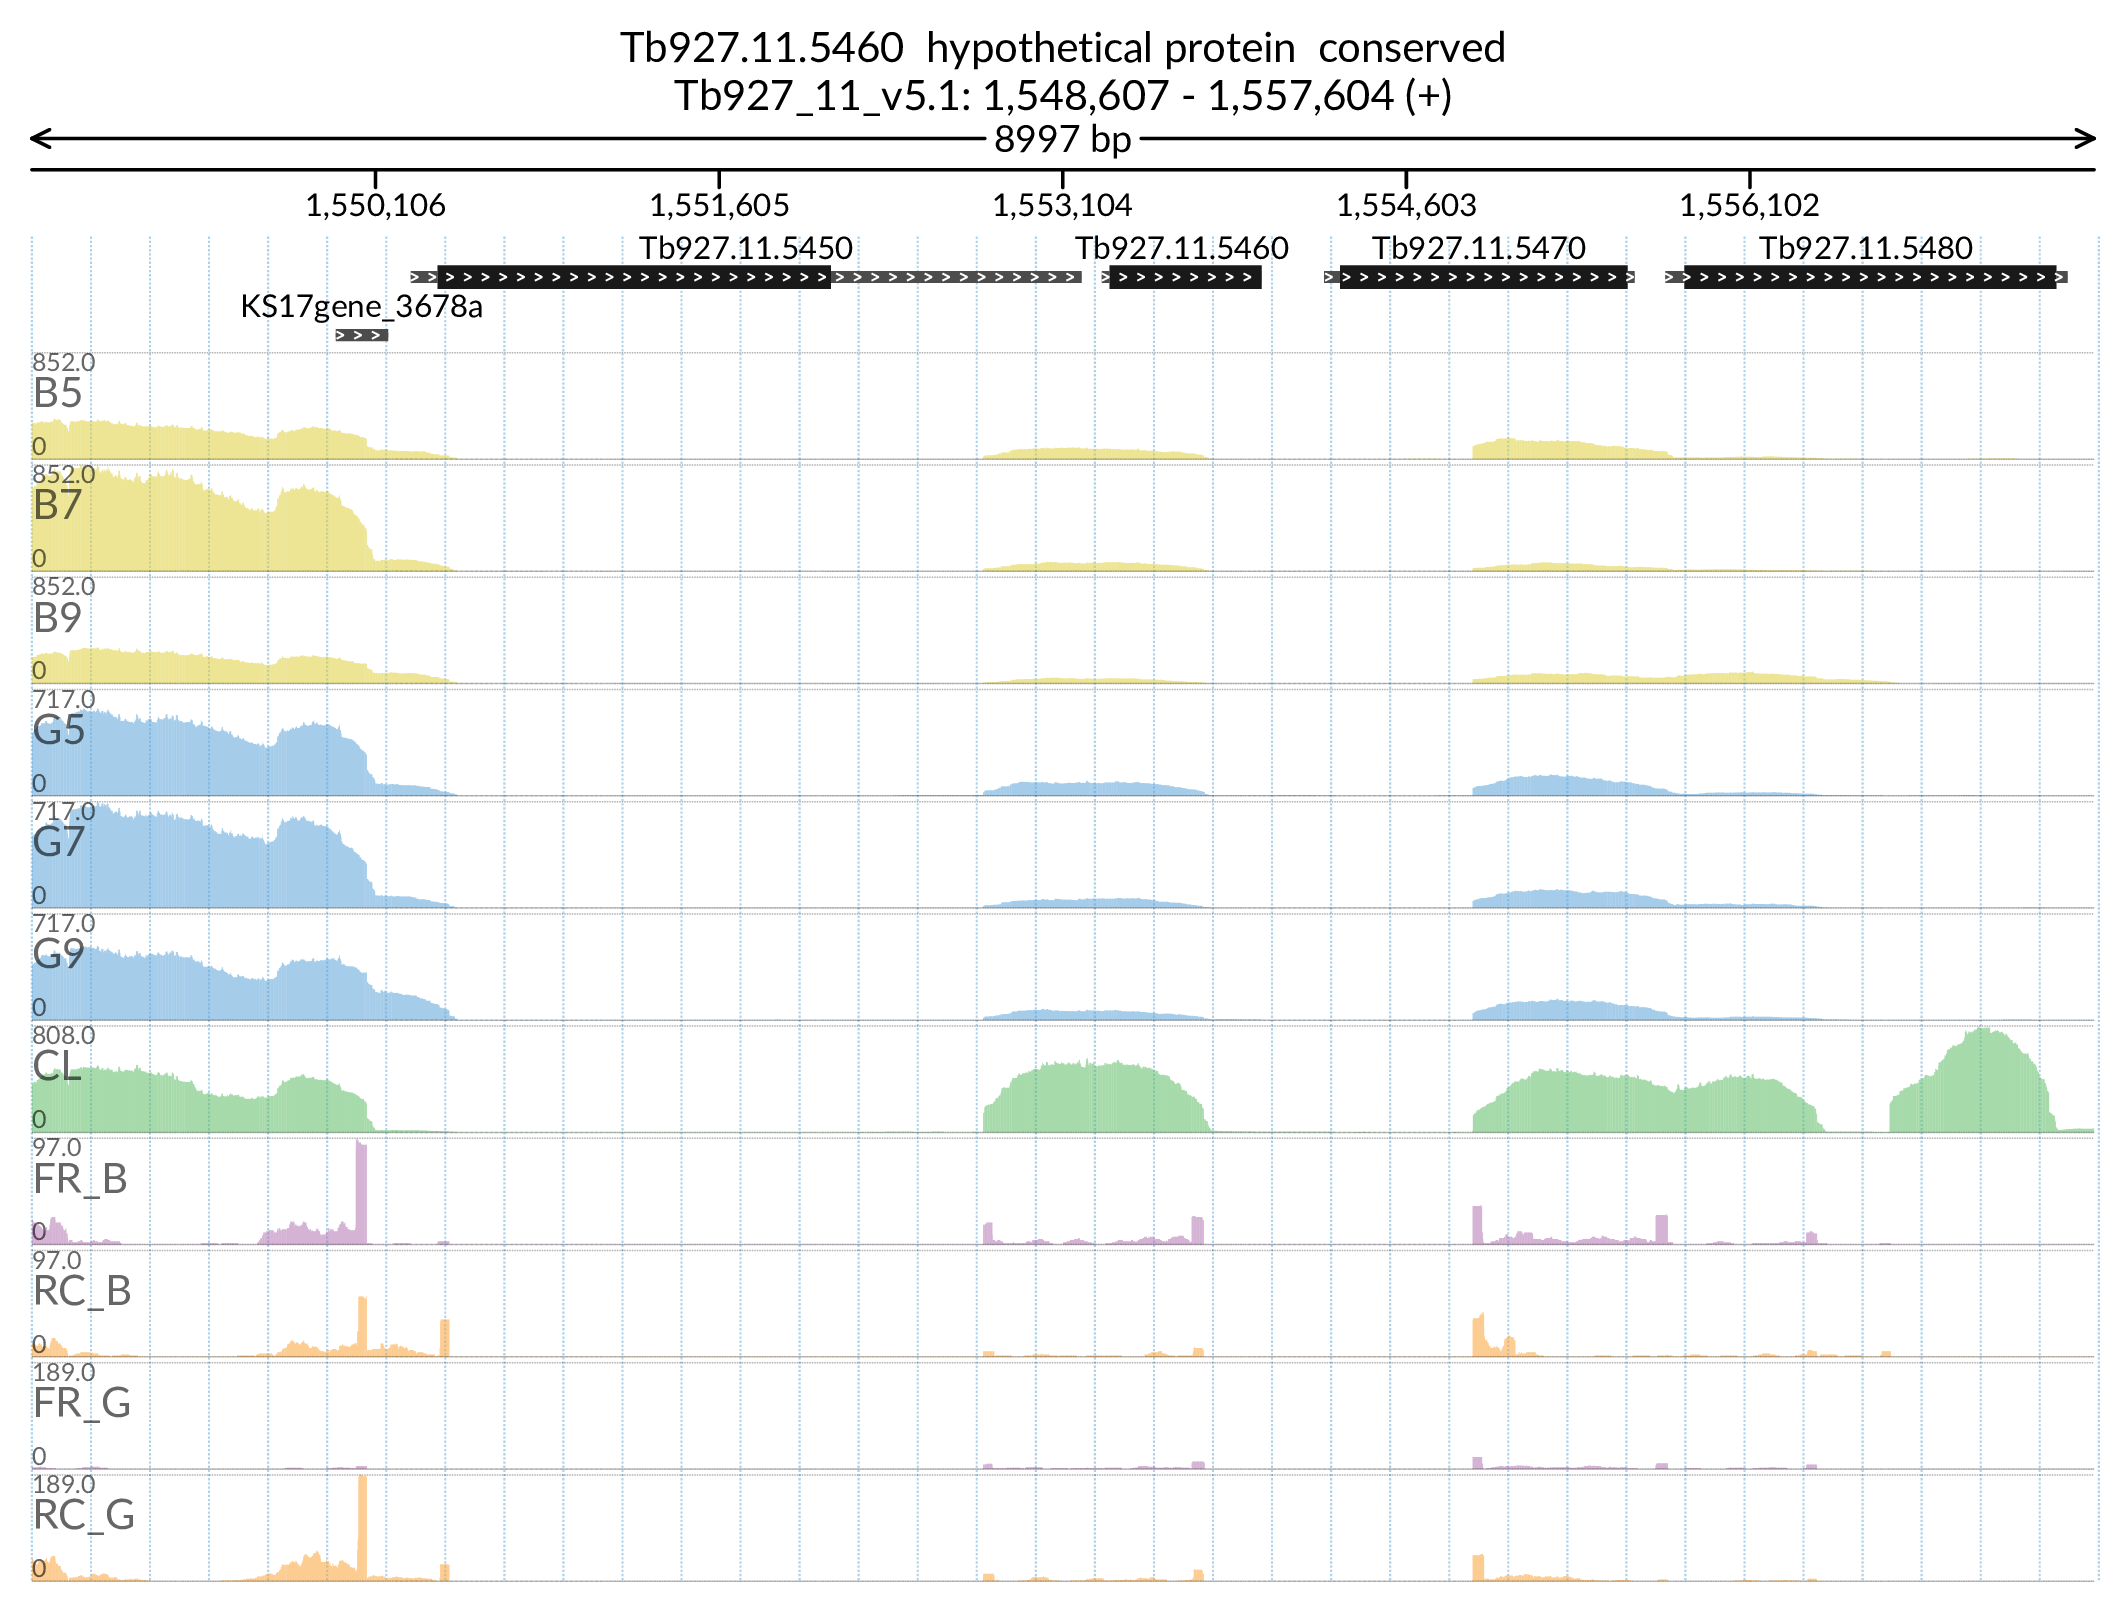 Tb927.11.5460  hypothetical protein  conserved
Tb927_11_v5.1: 1,548,607 - 1,557,604 (+)
8997 bp
1,550,106 1,551,605 1,553,104 1,554,603 1,556,102
Tb927.11.5450 Tb927.11.5460 Tb927.11.5470 Tb927.11.5480
KS17gene_3678a
852.0
B5
0
852.0
B7
0
852.0
B9
0
717.0
G5
0
717.0
G7
0
717.0
G9
0
808.0
CL
0
97.0
FR_B
0
97.0
RC_B
0
189.0
FR_G
0
189.0
RC_G
0